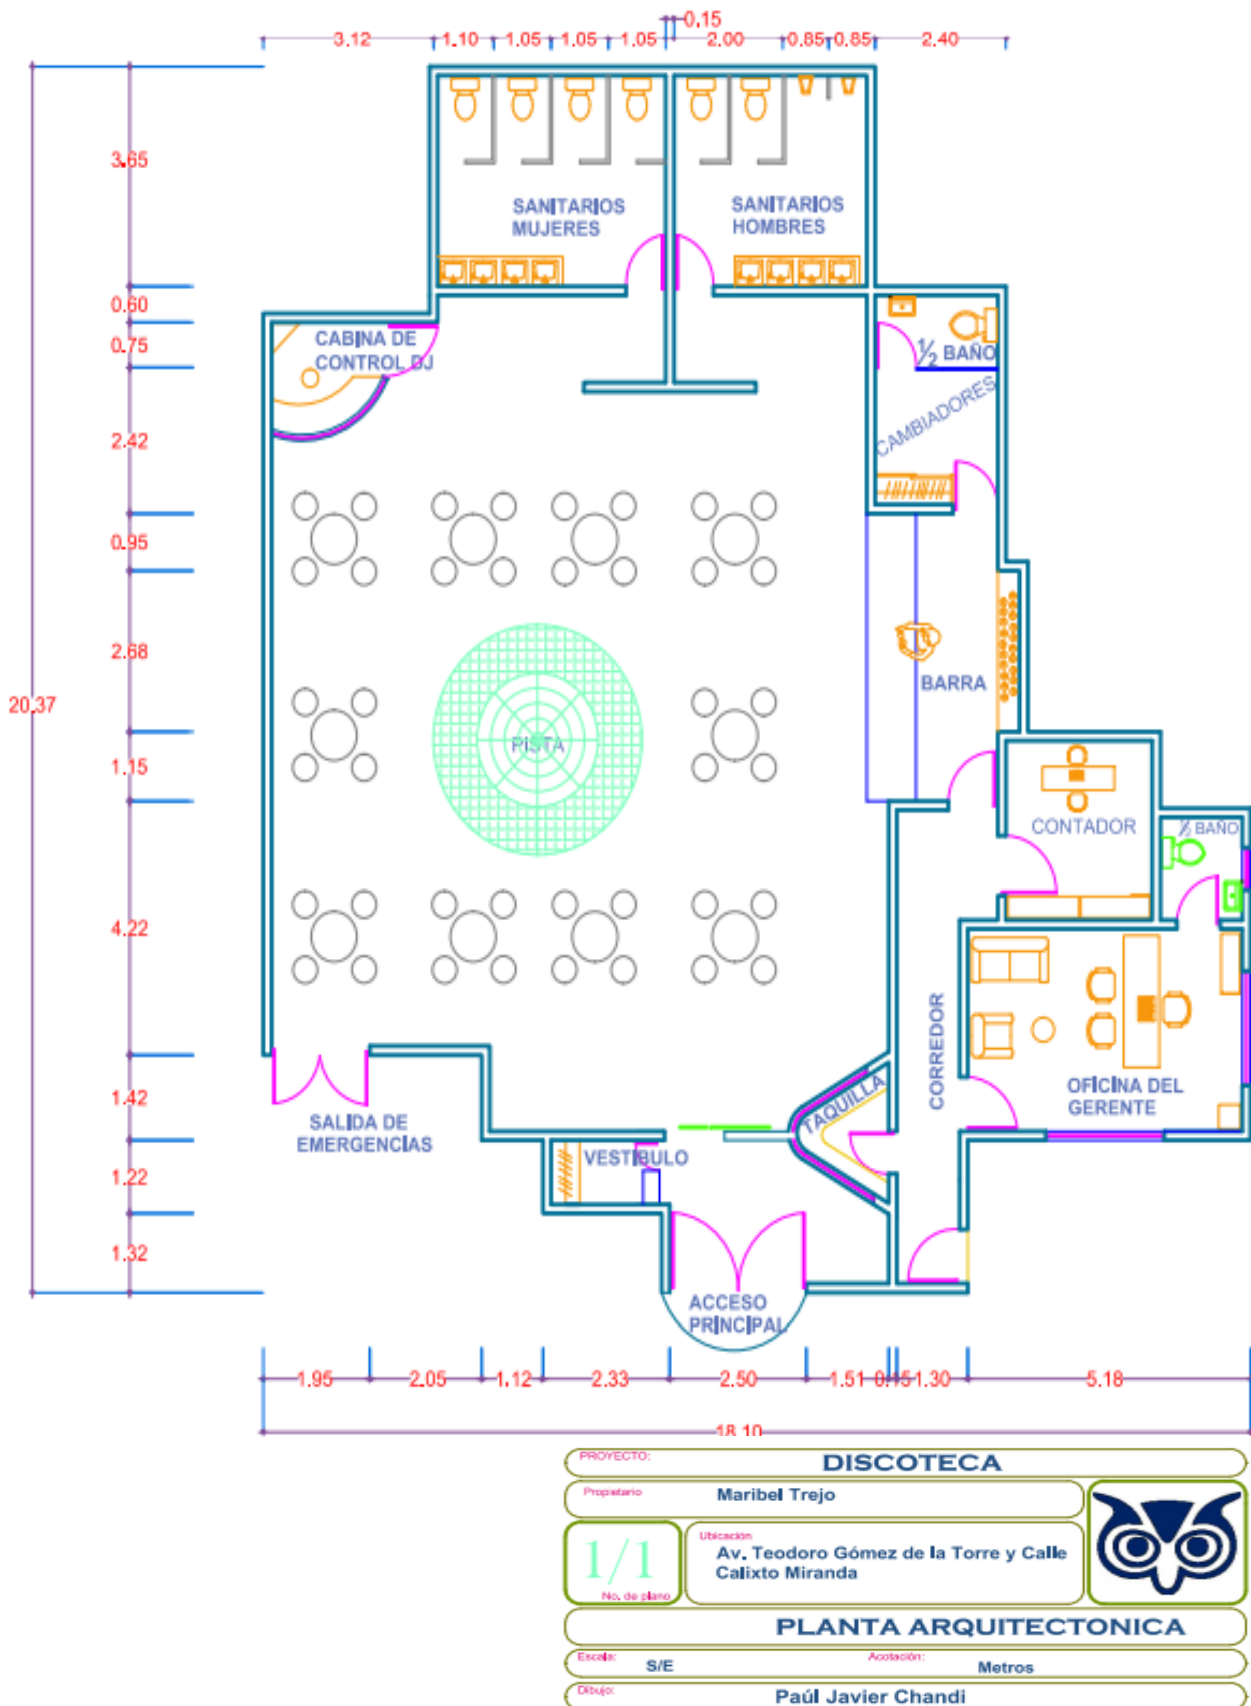 0.15
3.12 1.10 1.05 1.05 1.05 2.00 0.85 0.85 2.40
3.65
0.60
0.75
2.42
0.95
2.68
20.37
1.15
4.22
1.42
1.22
1.32
SANITARIOS
MUJERES
SANITARIOS
HOMBRES
CABINA DE
CONTROL DJ
½ BAÑO
CAMBIADORES
BARRA
PISTA
CONTADOR
½ BAÑO
CORREDOR
OFICINA DEL
GERENTE
TAQUILLA
SALIDA DE
EMERGENCIAS
VESTIBULO
ACCESO
PRINCIPAL
1.95 2.05 1.12 2.33 2.50 1.51 0.15 1.30 5.18
18.10
PROYECTO:
DISCOTECA
Propietario
Maribel Trejo
1/1
No. de plano
Ubicación
Av. Teodoro Gómez de la Torre y Calle
Calixto Miranda
PLANTA ARQUITECTONICA
Escala:
S/E
Acotación:
Metros
Dibujo:
Paúl Javier Chandi